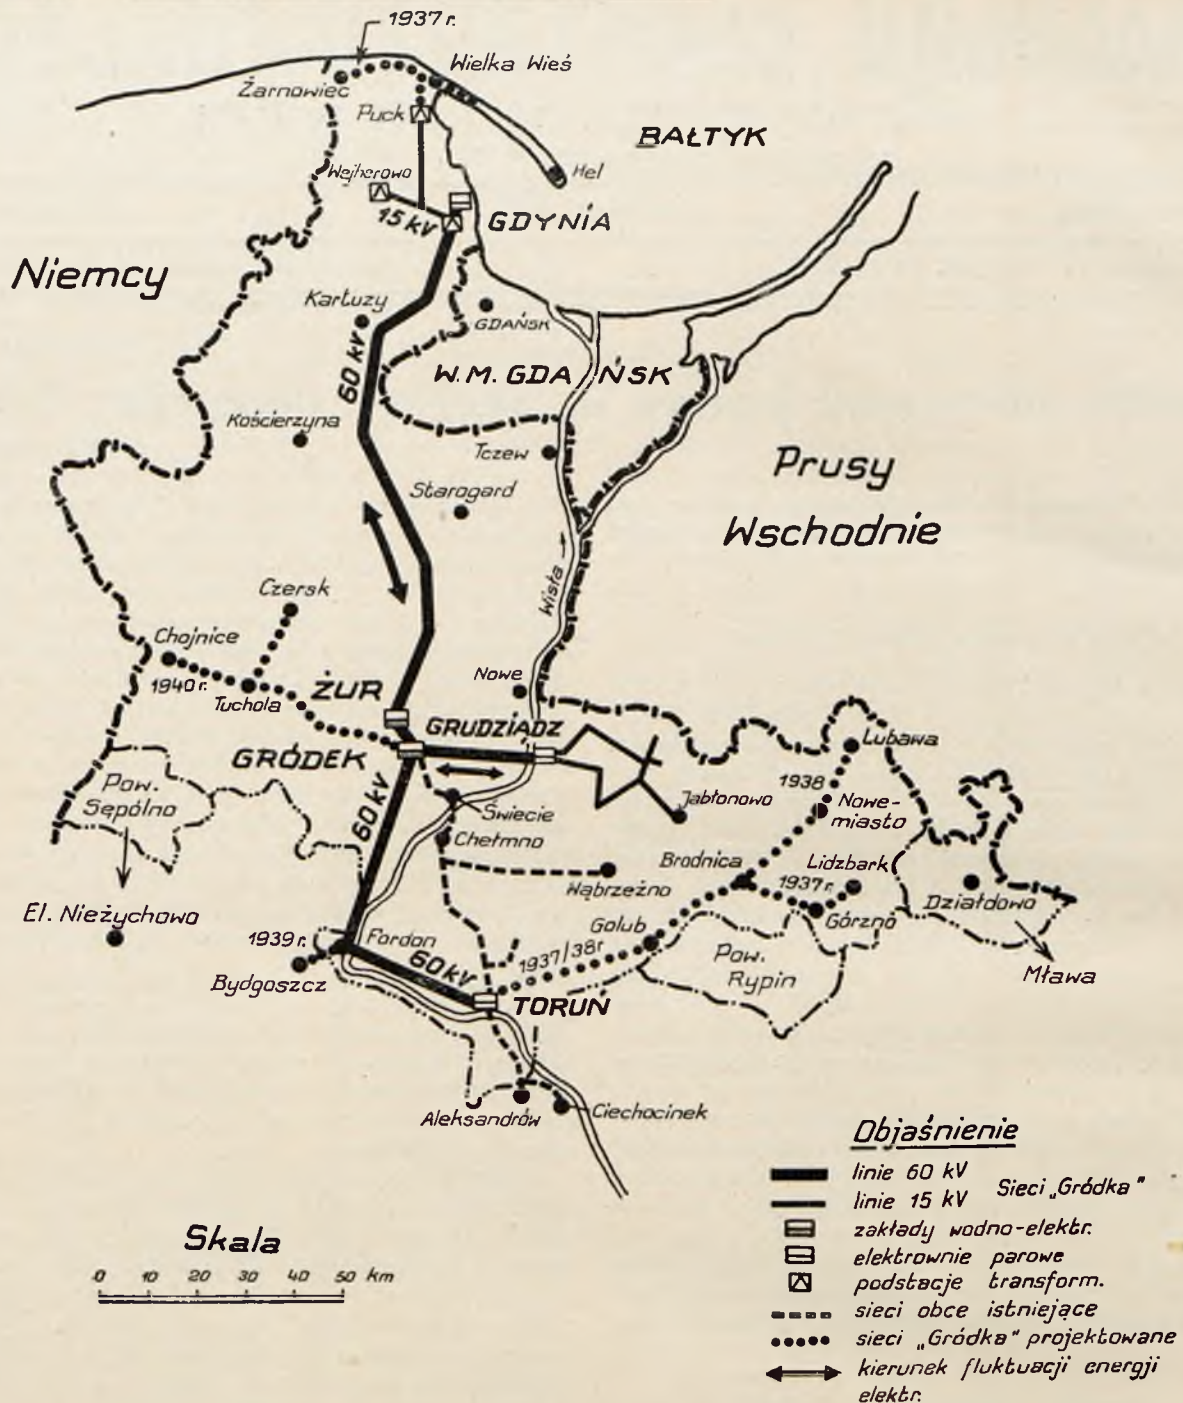 1937 r.
Wielka Wieś
Żarnowiec
Puck
BAŁTYK
Wejherowo
Hel
15 kV
GDYNIA
Niemcy
Kartuzy
GDAŃSK
60 kV
W.M. GDAŃSK
Kościerzyna
Tczew
Prusy
Starogard
Wschodnie
Wisła
Czersk
Chojnice
1940 r.
Tuchola
ŻUR
Nowe
GRUDZIĄDZ
Lubawa
GRÓDEK
1938
Pow.
Sępólno
60 kV
Świecie
Jabłonowo
Nowe-
miasto
Chełmno
Brodnica
Lidzbark
Wąbrzeźno
1937 r.
El. Nieżychowo
Działdowo
Górzno
Golub
1939 r.
Fordon
1937/38 r
Pow.
Rypin
60 kV
Mława
Bydgoszcz
TORUŃ
Aleksandrów
Ciechocinek
Objaśnienie
linie 60 kV
linie 15 kV
Sieci „Gródka"
zakłady wodno-elektr.
elektrownie parowe
podstacje transform.
sieci obce istniejące
sieci „Gródka" projektowane
kierunek fluktuacji energji
elektr.
Skala
0 10 20 30 40 50 km